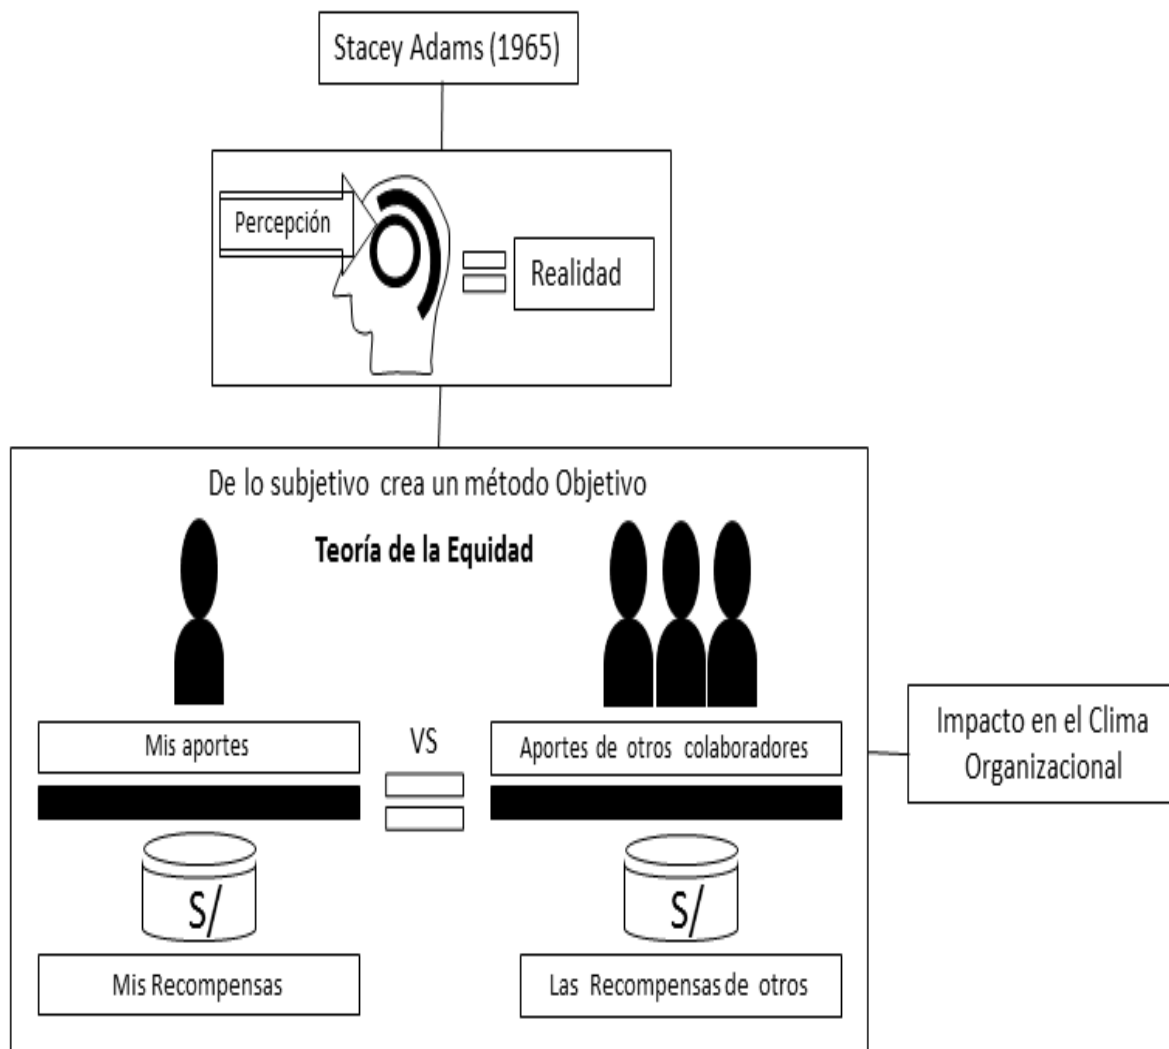 Stacey Adams (1965)
Percepción
Realidad
De lo subjetivo crea un método Objetivo
Teoría de la Equidad
Mis aportes
VS
Aportes de otros colaboradores
Impacto en el Clima
Organizacional
S/
S/
Mis Recompensas
Las Recompensas de otros